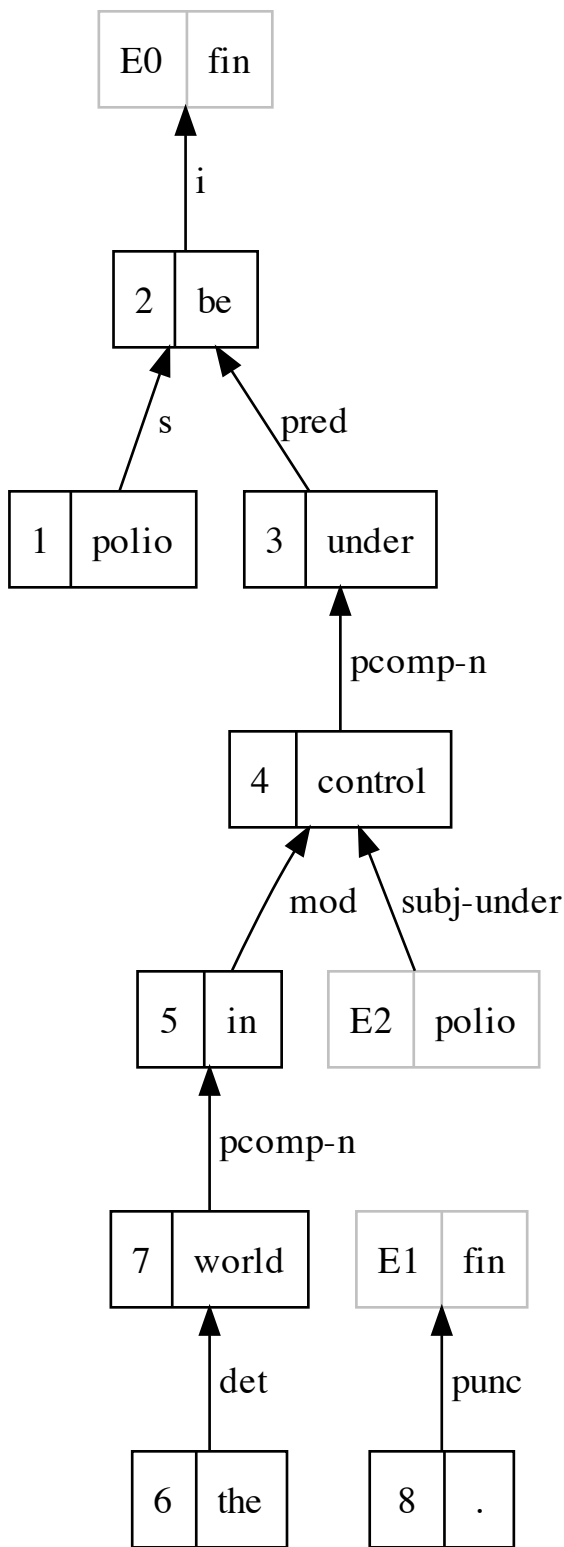 E0 fin
i
2 be
s pred
1 polio 3 under
pcomp-n
4 control
mod subj-under
5 in E2 polio
pcomp-n
7 world E1 fin
det punc
6 the 8 .